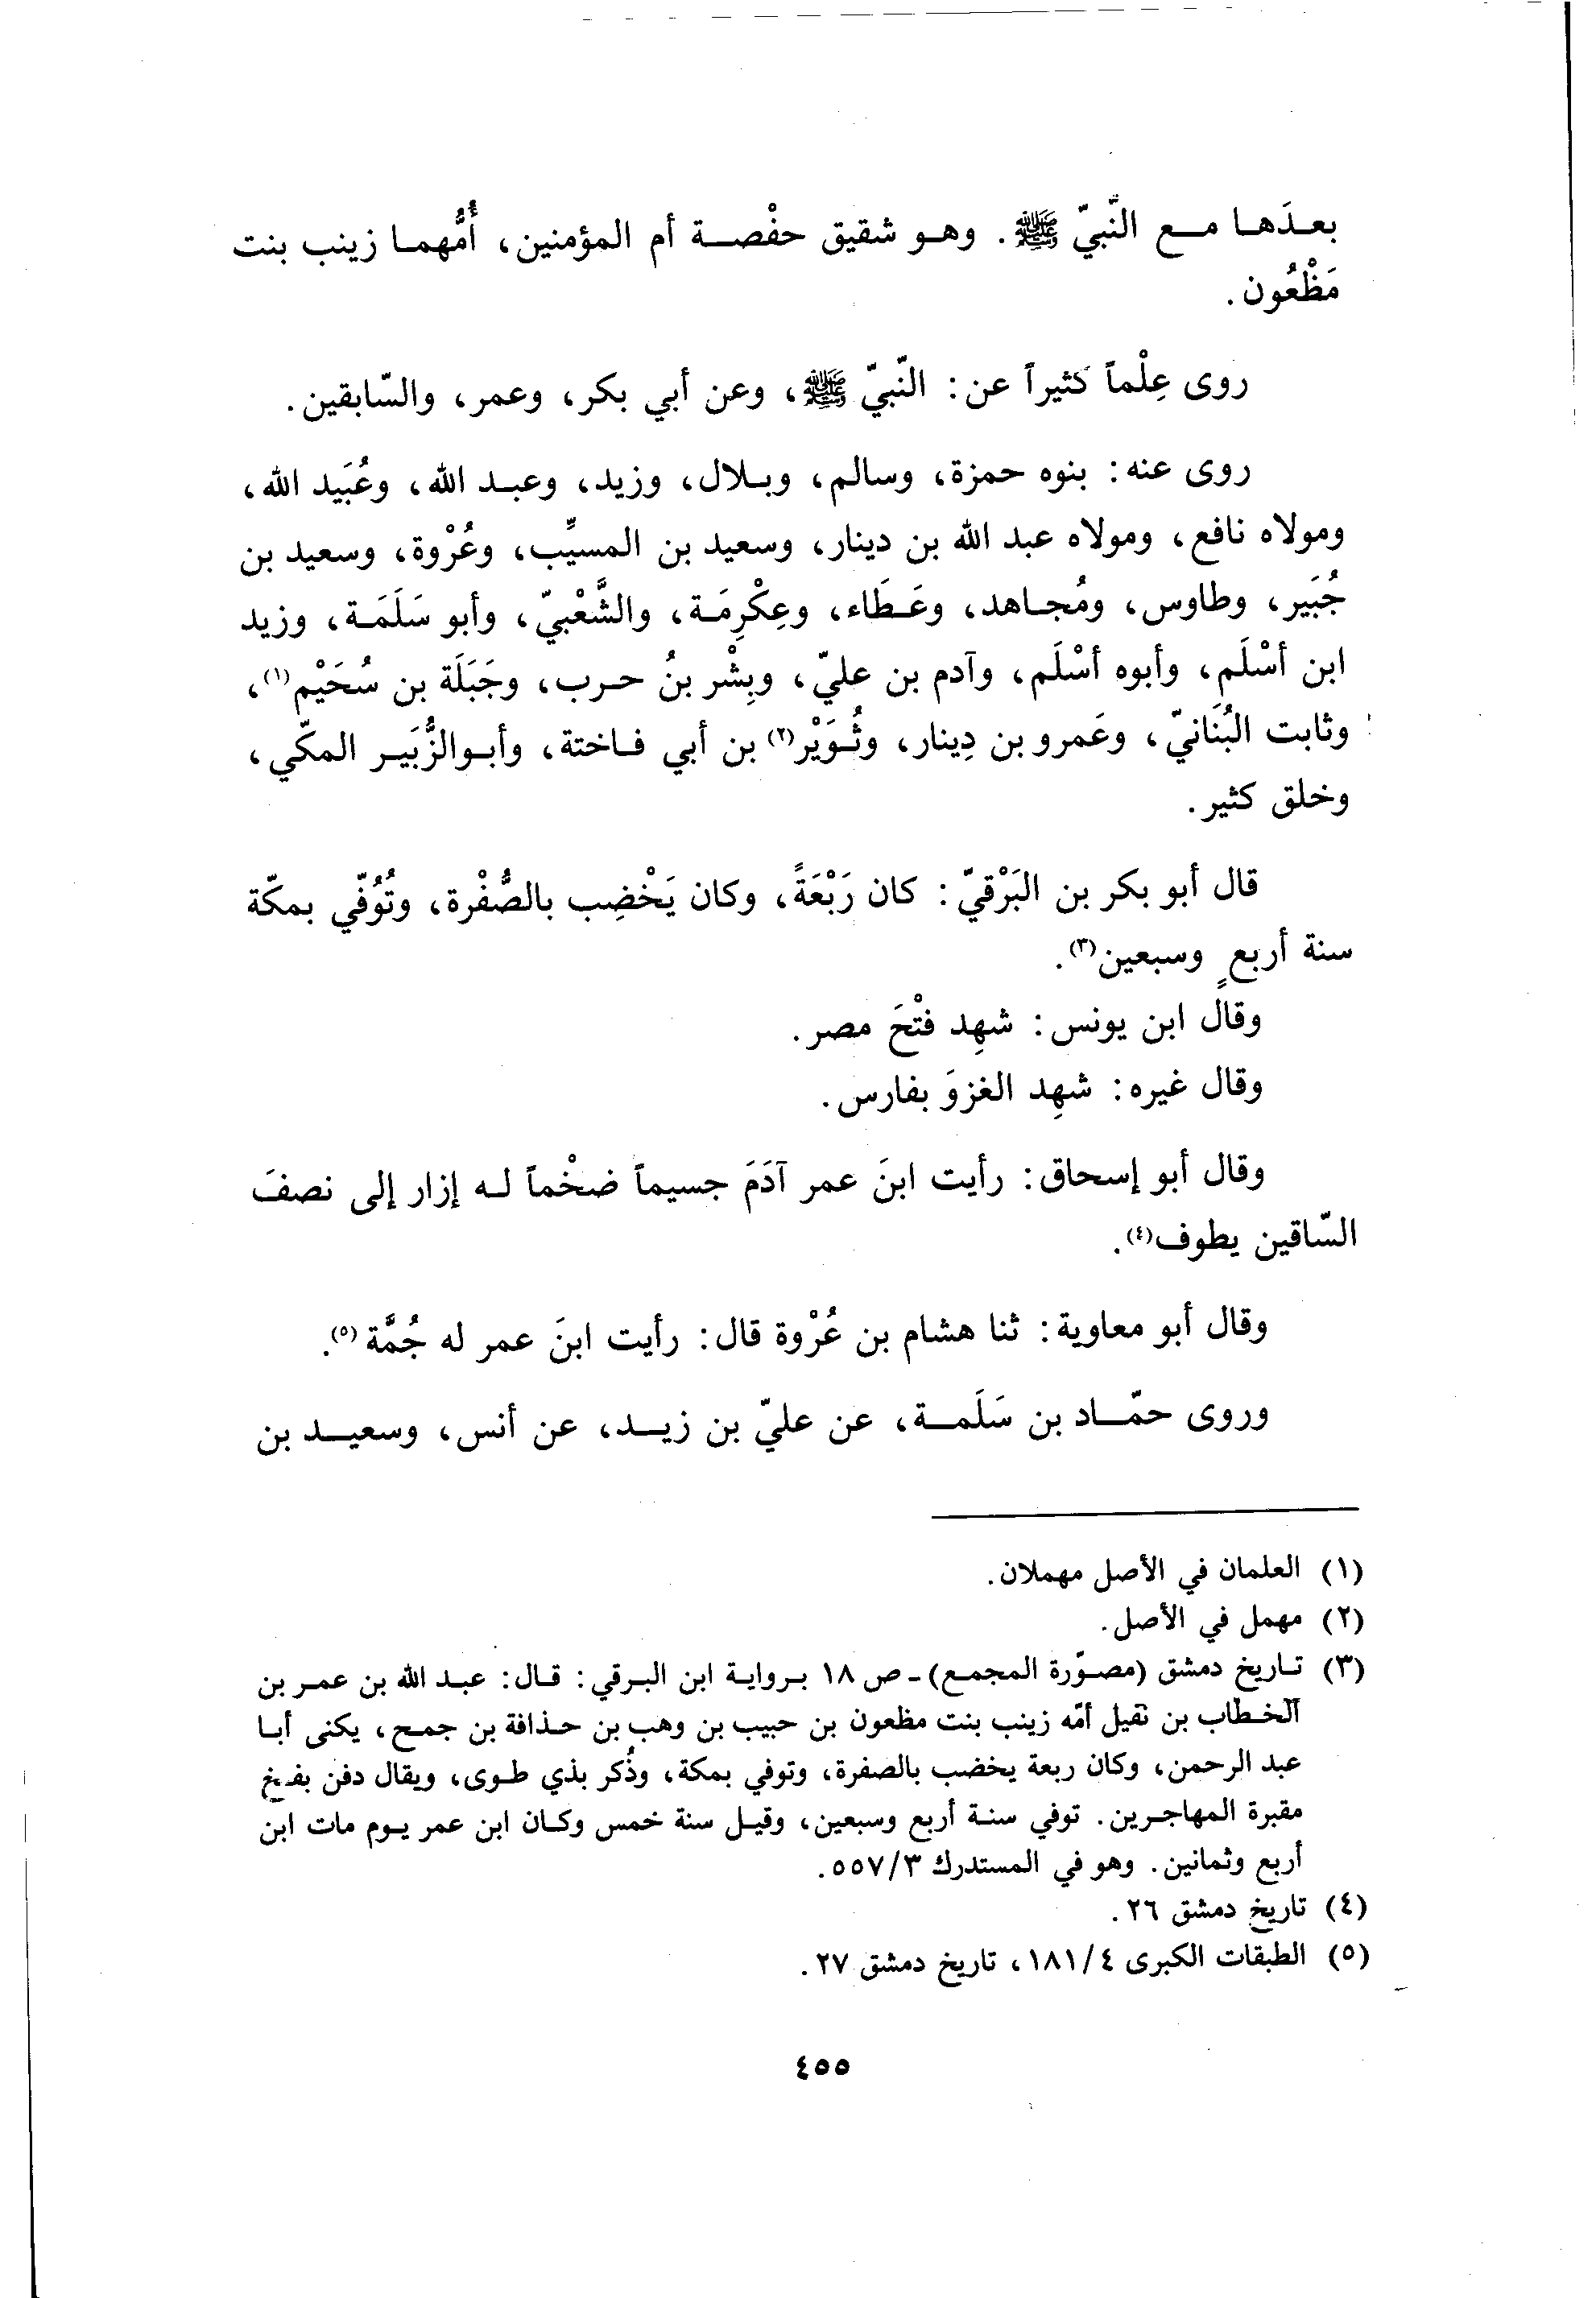 بعدَها مع النّبيّ ﷺ. وهو شقيق حفْصة أم المؤمنين، أُمُّهما زينب بنت
مَظْعُون.
روى عِلْماً كثيراً عن: النّبيّ ﷺ، وعن أبي بكر، وعمر، والسّابقين.
روى عنه: بنوه حمزة، وسالم، وبلال، وزيد، وعبد الله، وعُبَيد الله،
ومولاه نافع، ومولاه عبد الله بن دينار، وسعيد بن المسيِّب، وعُرْوة، وسعيد بن
جُبَير، وطاوس، ومُجاهد، وعَطَاء، وعِكْرِمَة، والشَّعْبيّ، وأبو سَلَمَة، وزيد
ابن أسْلَم، وأبوه أسْلَم، وآدم بن عليّ، وبِشْر بنُ حرب، وجَبَلَة بن سُحَيْم(١)،
وثابت البُنَانيّ، وعَمرو بن دِينار، وثُوَيْر(٢) بن أبي فاختة، وأبوالزُّبَير المكّي،
وخلق كثير.
قال أبو بكر بن البَرْقيّ: كان رَبْعَةً، وكان يَخْضِب بالصُّفْرة، وتُوُفّي بمكّة
سنة أربعٍ وسبعين(٣).
وقال ابن يونس: شهِد فتْحَ مصر.
وقال غيره: شهِد الغزوَ بفارس.
وقال أبو إسحاق: رأيت ابنَ عمر آدَمَ جسيماً ضخْماً له إزار إلى نصفَ
السّاقين يطوف(٤).
وقال أبو معاوية: ثنا هشام بن عُرْوة قال: رأيت ابنَ عمر له جُمَّة(٥).
وروى حمّاد بن سَلَمة، عن عليّ بن زيد، عن أنس، وسعيد بن
(١) العلمان في الأصل مهملان.
(٢) مهمل في الأصل.
(٣) تاريخ دمشق (مصوّرة المجمع) - ص ١٨ برواية ابن البرقي: قال: عبد الله بن عمر بن
الخطاب بن نفيل أمّه زينب بنت مظعون بن حبيب بن وهب بن حذافة بن جمح، يكنى أبا
عبد الرحمن، وكان ربعة يخضب بالصفرة، وتوفي بمكة، وذُكر بذي طوى، ويقال دفن بفخ
مقبرة المهاجرين. توفي سنة أربع وسبعين، وقيل سنة خمس وكان ابن عمر يوم مات ابن
أربع وثمانين. وهو في المستدرك ٥٥٧/٣.
(٤) تاريخ دمشق ٢٦.
(٥) الطبقات الكبرى ١٨١/٤، تاريخ دمشق ٢٧.
٤٥٥